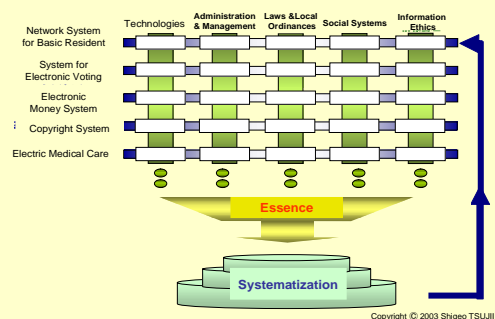 Technologies
Administration
& Management
Laws &Local
Ordinances
Social Systems
Information
Ethics
Network System
for Basic Resident
System for
Electronic Voting
Electronic
Money System
Copyright System
Electric Medical Care
Essence
Systematization
Copyright © 2003 Shigeo TSUJII